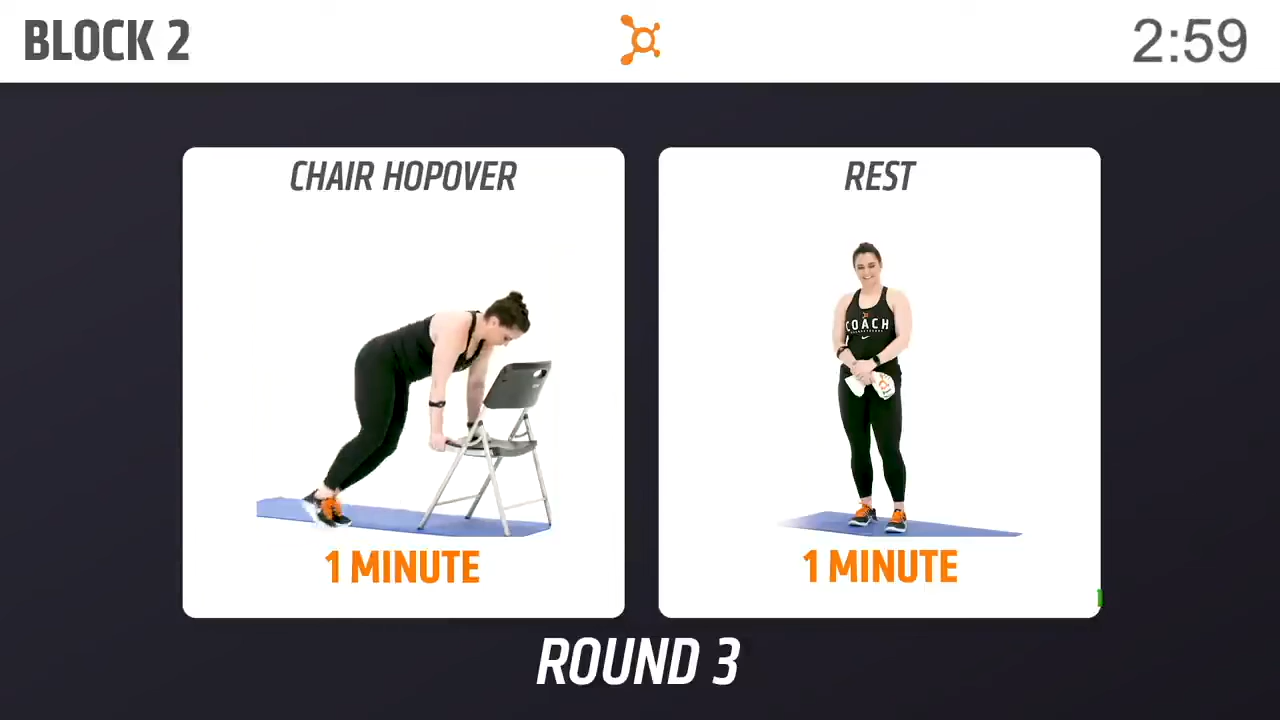 BLOCK 2
2:59
CHAIR HOPOVER
REST
COACH
1 MINUTE
1 MINUTE
ROUND 3